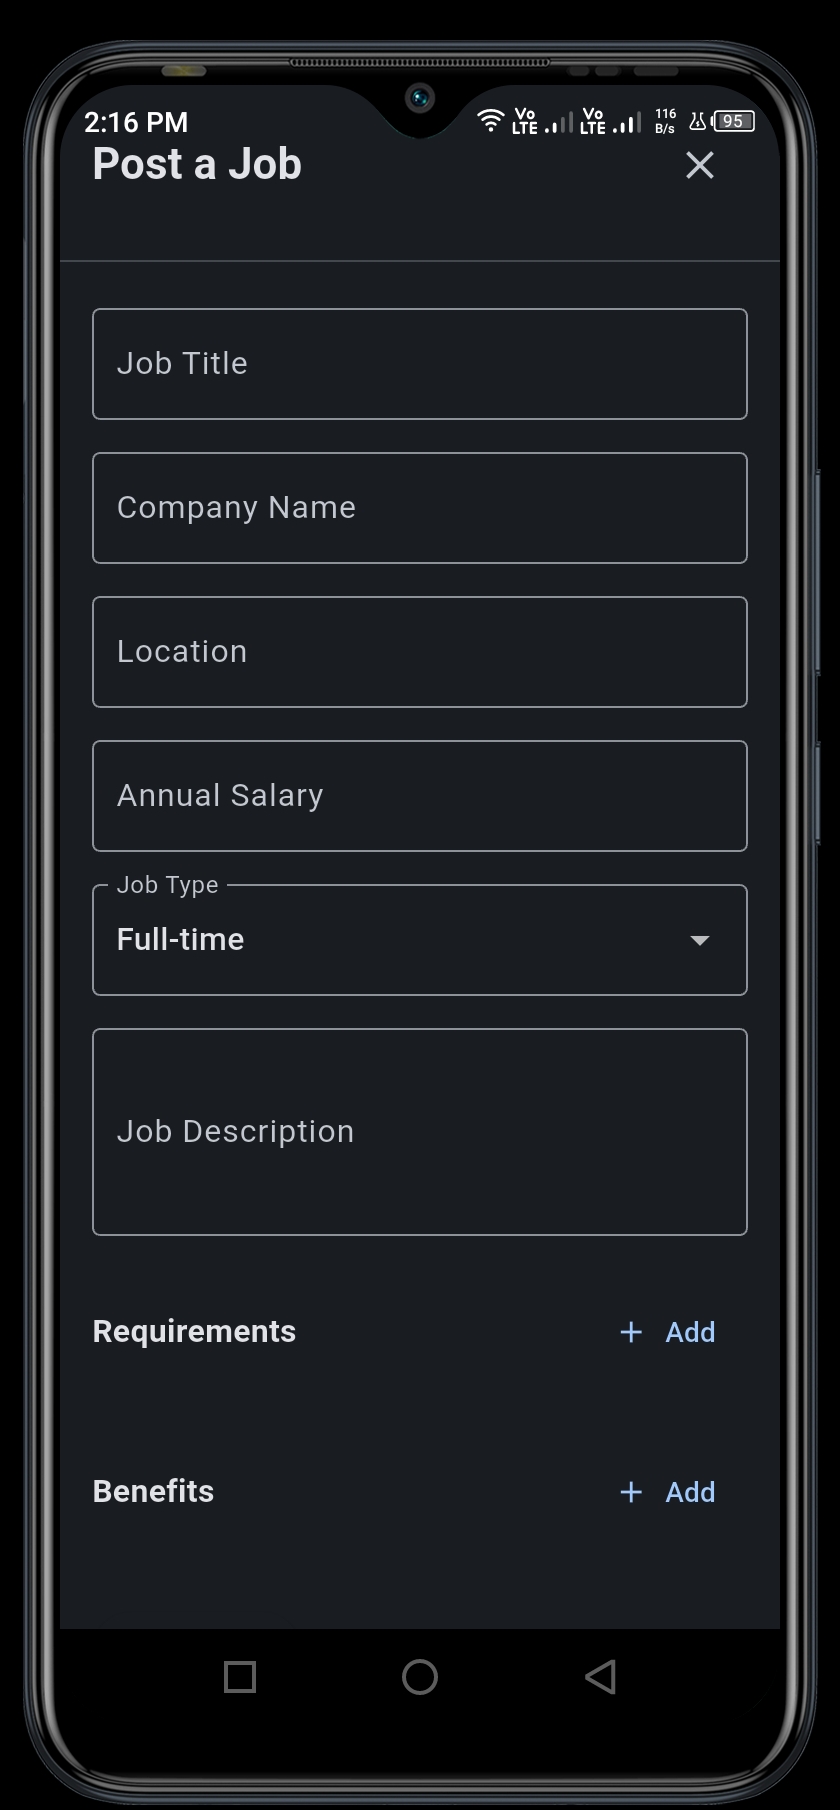 2:16 PM
Vo LTE Vo LTE 116 B/s 95
Post a Job
Job Title
Company Name
Location
Annual Salary
Job Type
Full-time
Job Description
Requirements
+ Add
Benefits
+ Add